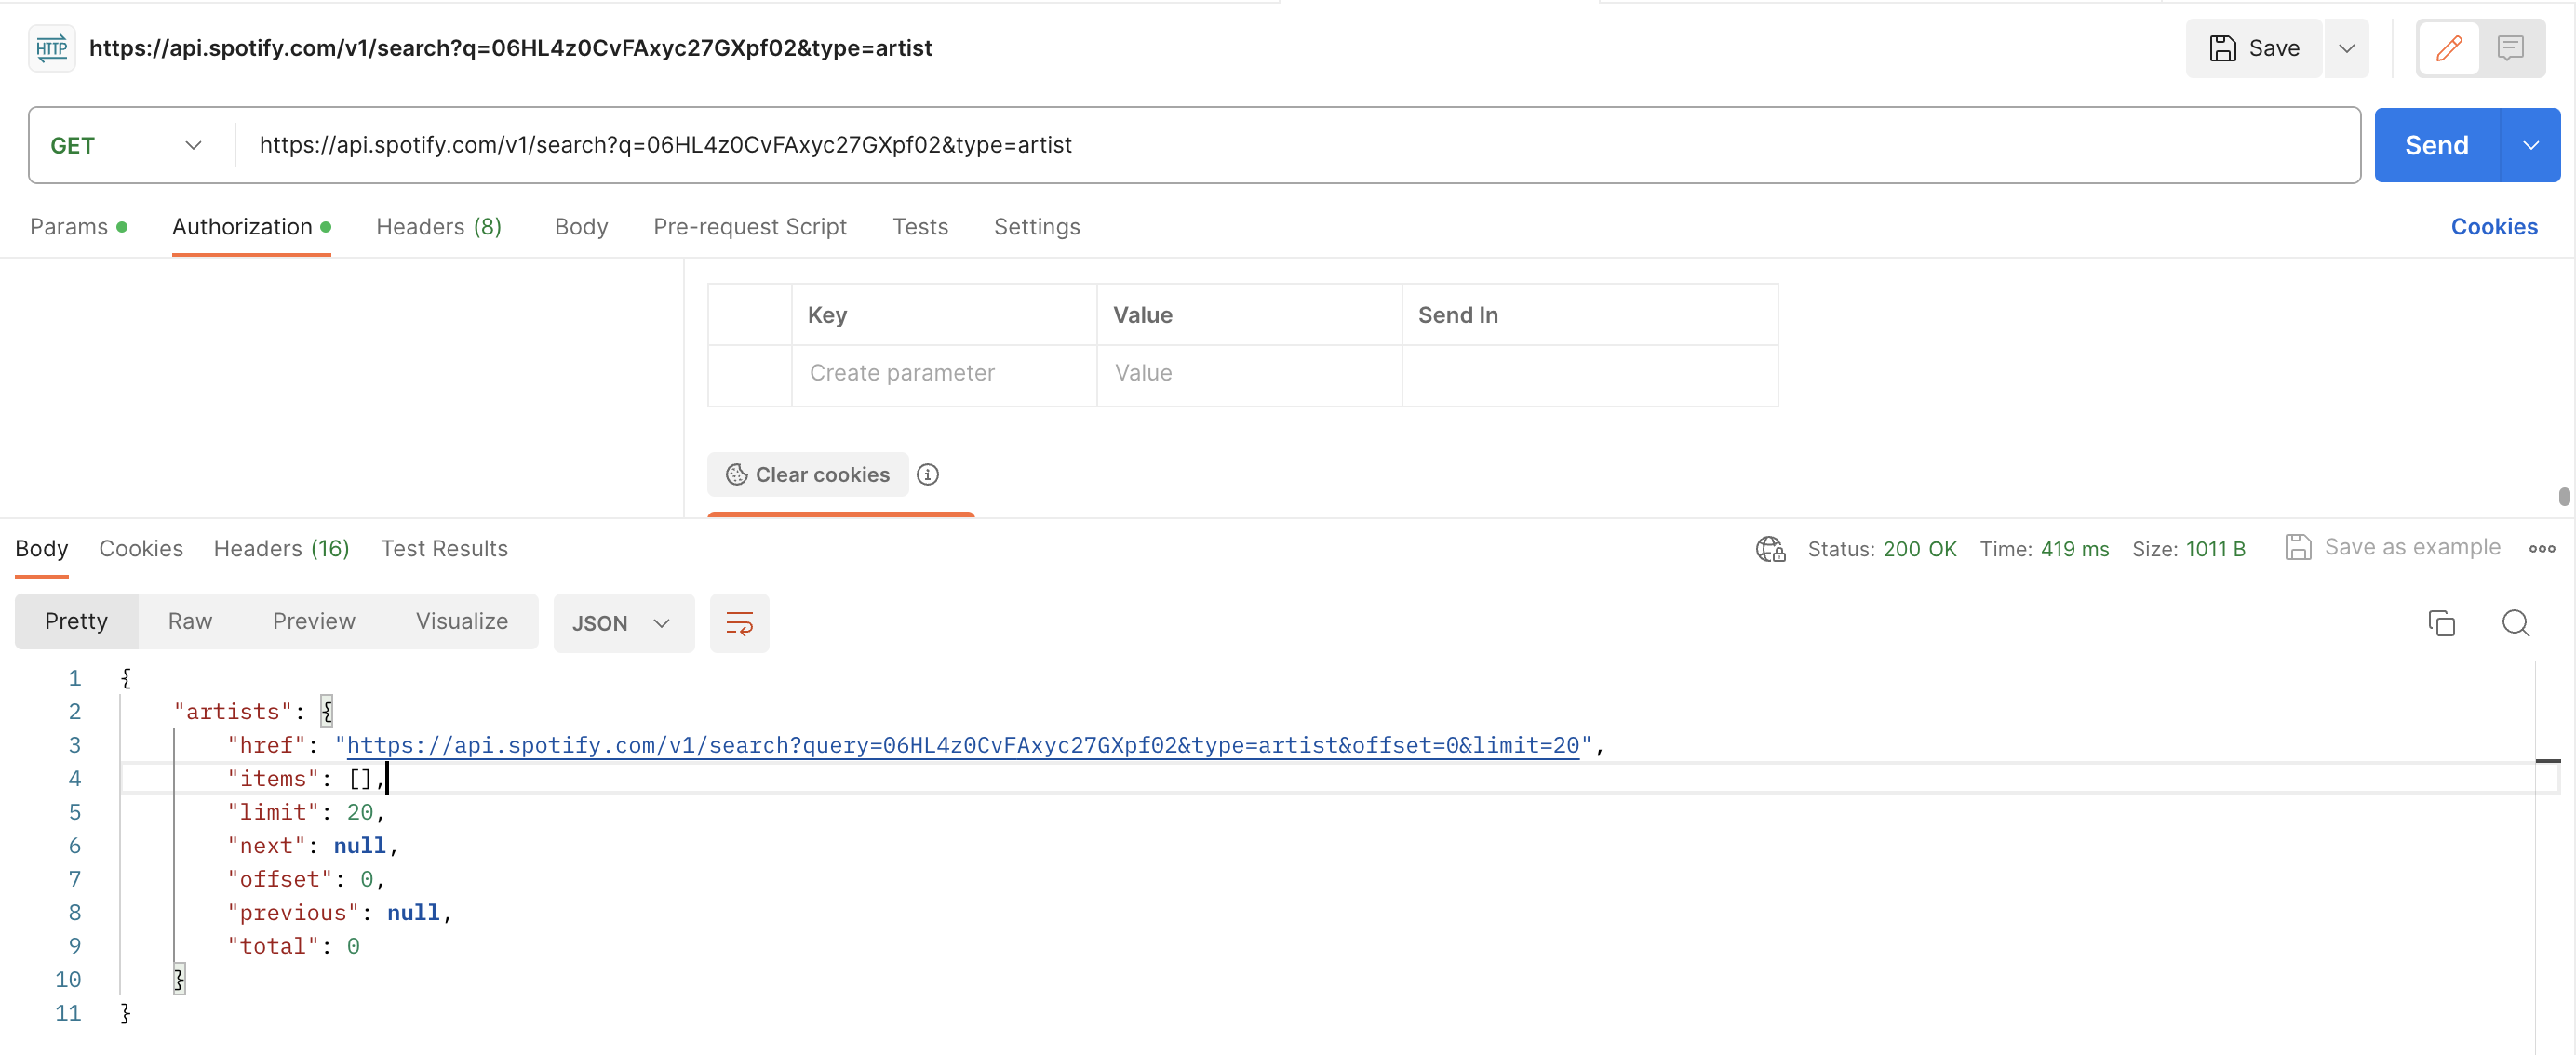 HTTP https://api.spotify.com/v1/search?q=06HL4z0CvFAxyc27GXpf02&type=artist Save
GET https://api.spotify.com/v1/search?q=06HL4z0CvFAxyc27GXpf02&type=artist Send
Params Authorization Headers (8) Body Pre-request Script Tests Settings Cookies
Key Value Send In
Create parameter Value
Clear cookies
Body Cookies Headers (16) Test Results Status: 200 OK Time: 419 ms Size: 1011 B Save as example
Pretty Raw Preview Visualize JSON
1 {
2 "artists": {
3 "href": "https://api.spotify.com/v1/search?query=06HL4z0CvFAxyc27GXpf02&type=artist&offset=0&limit=20",
4 "items": [],
5 "limit": 20,
6 "next": null,
7 "offset": 0,
8 "previous": null,
9 "total": 0
10 }
11 }